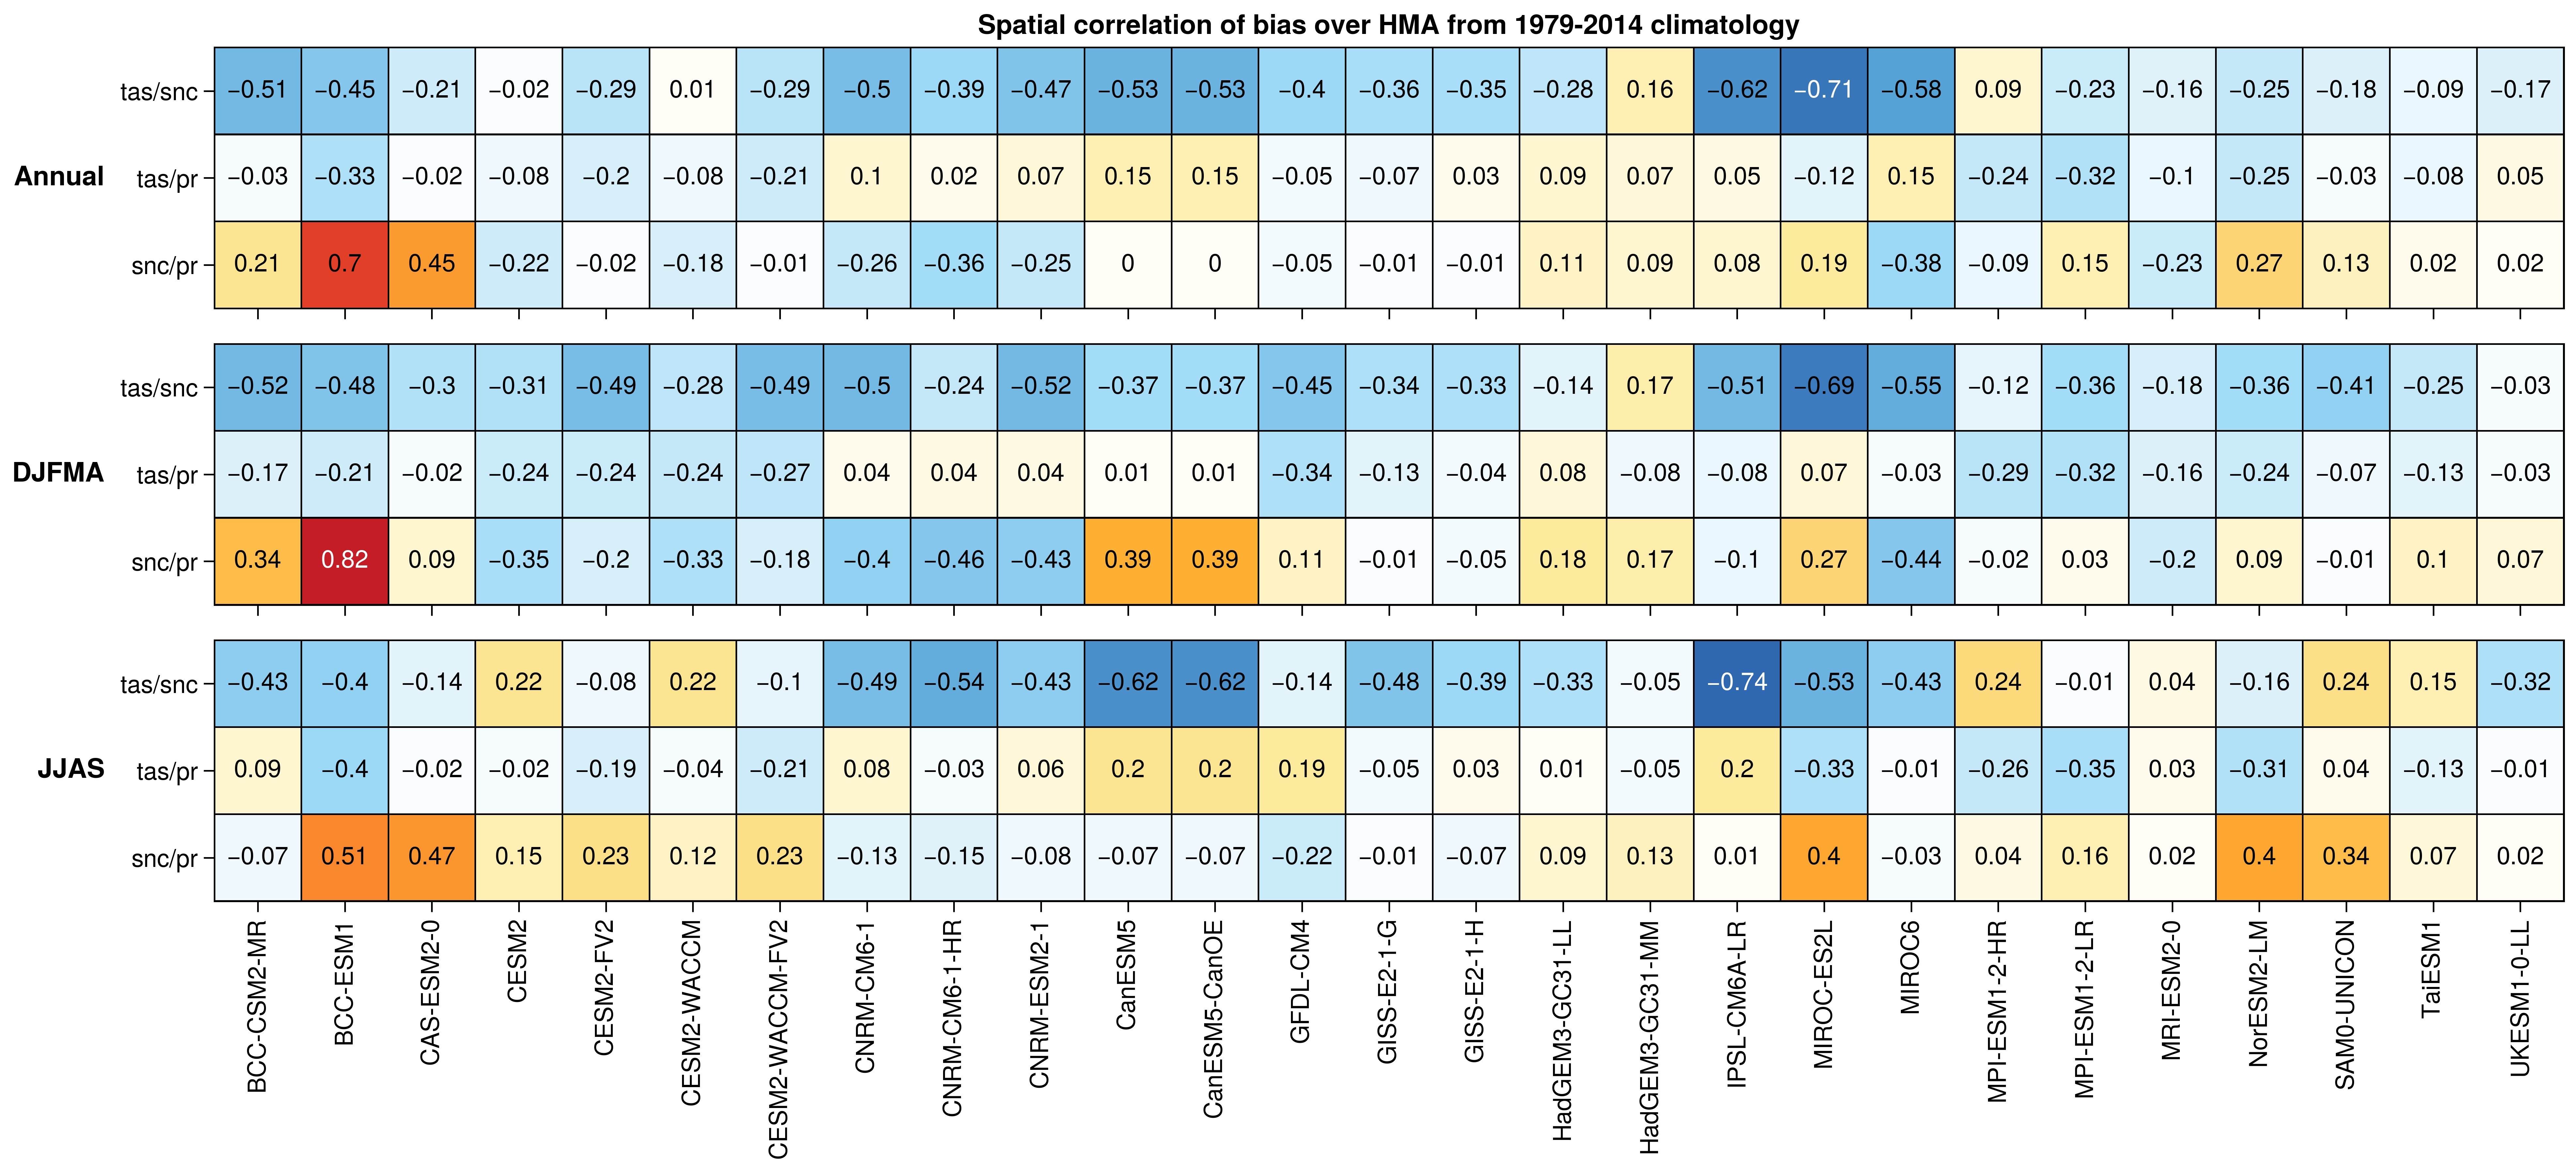 Spatial correlation of bias over HMA from 1979-2014 climatology
tas/snc −0.51 −0.45 −0.21 −0.02 −0.29 0.01 −0.29 −0.5 −0.39 −0.47 −0.53 −0.53 −0.4 −0.36 −0.35 −0.28 0.16 −0.62 −0.71 −0.58 0.09 −0.23 −0.16 −0.25 −0.18 −0.09 −0.17
Annual tas/pr −0.03 −0.33 −0.02 −0.08 −0.2 −0.08 −0.21 0.1 0.02 0.07 0.15 0.15 −0.05 −0.07 0.03 0.09 0.07 0.05 −0.12 0.15 −0.24 −0.32 −0.1 −0.25 −0.03 −0.08 0.05
snc/pr 0.21 0.7 0.45 −0.22 −0.02 −0.18 −0.01 −0.26 −0.36 −0.25 0 0 −0.05 −0.01 −0.01 0.11 0.09 0.08 0.19 −0.38 −0.09 0.15 −0.23 0.27 0.13 0.02 0.02
tas/snc −0.52 −0.48 −0.3 −0.31 −0.49 −0.28 −0.49 −0.5 −0.24 −0.52 −0.37 −0.37 −0.45 −0.34 −0.33 −0.14 0.17 −0.51 −0.69 −0.55 −0.12 −0.36 −0.18 −0.36 −0.41 −0.25 −0.03
DJFMA tas/pr −0.17 −0.21 −0.02 −0.24 −0.24 −0.24 −0.27 0.04 0.04 0.04 0.01 0.01 −0.34 −0.13 −0.04 0.08 −0.08 −0.08 0.07 −0.03 −0.29 −0.32 −0.16 −0.24 −0.07 −0.13 −0.03
snc/pr 0.34 0.82 0.09 −0.35 −0.2 −0.33 −0.18 −0.4 −0.46 −0.43 0.39 0.39 0.11 −0.01 −0.05 0.18 0.17 −0.1 0.27 −0.44 −0.02 0.03 −0.2 0.09 −0.01 0.1 0.07
tas/snc −0.43 −0.4 −0.14 0.22 −0.08 0.22 −0.1 −0.49 −0.54 −0.43 −0.62 −0.62 −0.14 −0.48 −0.39 −0.33 −0.05 −0.74 −0.53 −0.43 0.24 −0.01 0.04 −0.16 0.24 0.15 −0.32
JJAS tas/pr 0.09 −0.4 −0.02 −0.02 −0.19 −0.04 −0.21 0.08 −0.03 0.06 0.2 0.2 0.19 −0.05 0.03 0.01 −0.05 0.2 −0.33 −0.01 −0.26 −0.35 0.03 −0.31 0.04 −0.13 −0.01
snc/pr −0.07 0.51 0.47 0.15 0.23 0.12 0.23 −0.13 −0.15 −0.08 −0.07 −0.07 −0.22 −0.01 −0.07 0.09 0.13 0.01 0.4 −0.03 0.04 0.16 0.02 0.4 0.34 0.07 0.02
BCC-CSM2-MR
BCC-ESM1
CAS-ESM2-0
CESM2
CESM2-FV2
CESM2-WACCM
CESM2-WACCM-FV2
CNRM-CM6-1
CNRM-CM6-1-HR
CNRM-ESM2-1
CanESM5
CanESM5-CanOE
GFDL-CM4
GISS-E2-1-G
GISS-E2-1-H
HadGEM3-GC31-LL
HadGEM3-GC31-MM
IPSL-CM6A-LR
MIROC-ES2L
MIROC6
MPI-ESM1-2-HR
MPI-ESM1-2-LR
MRI-ESM2-0
NorESM2-LM
SAM0-UNICON
TaiESM1
UKESM1-0-LL